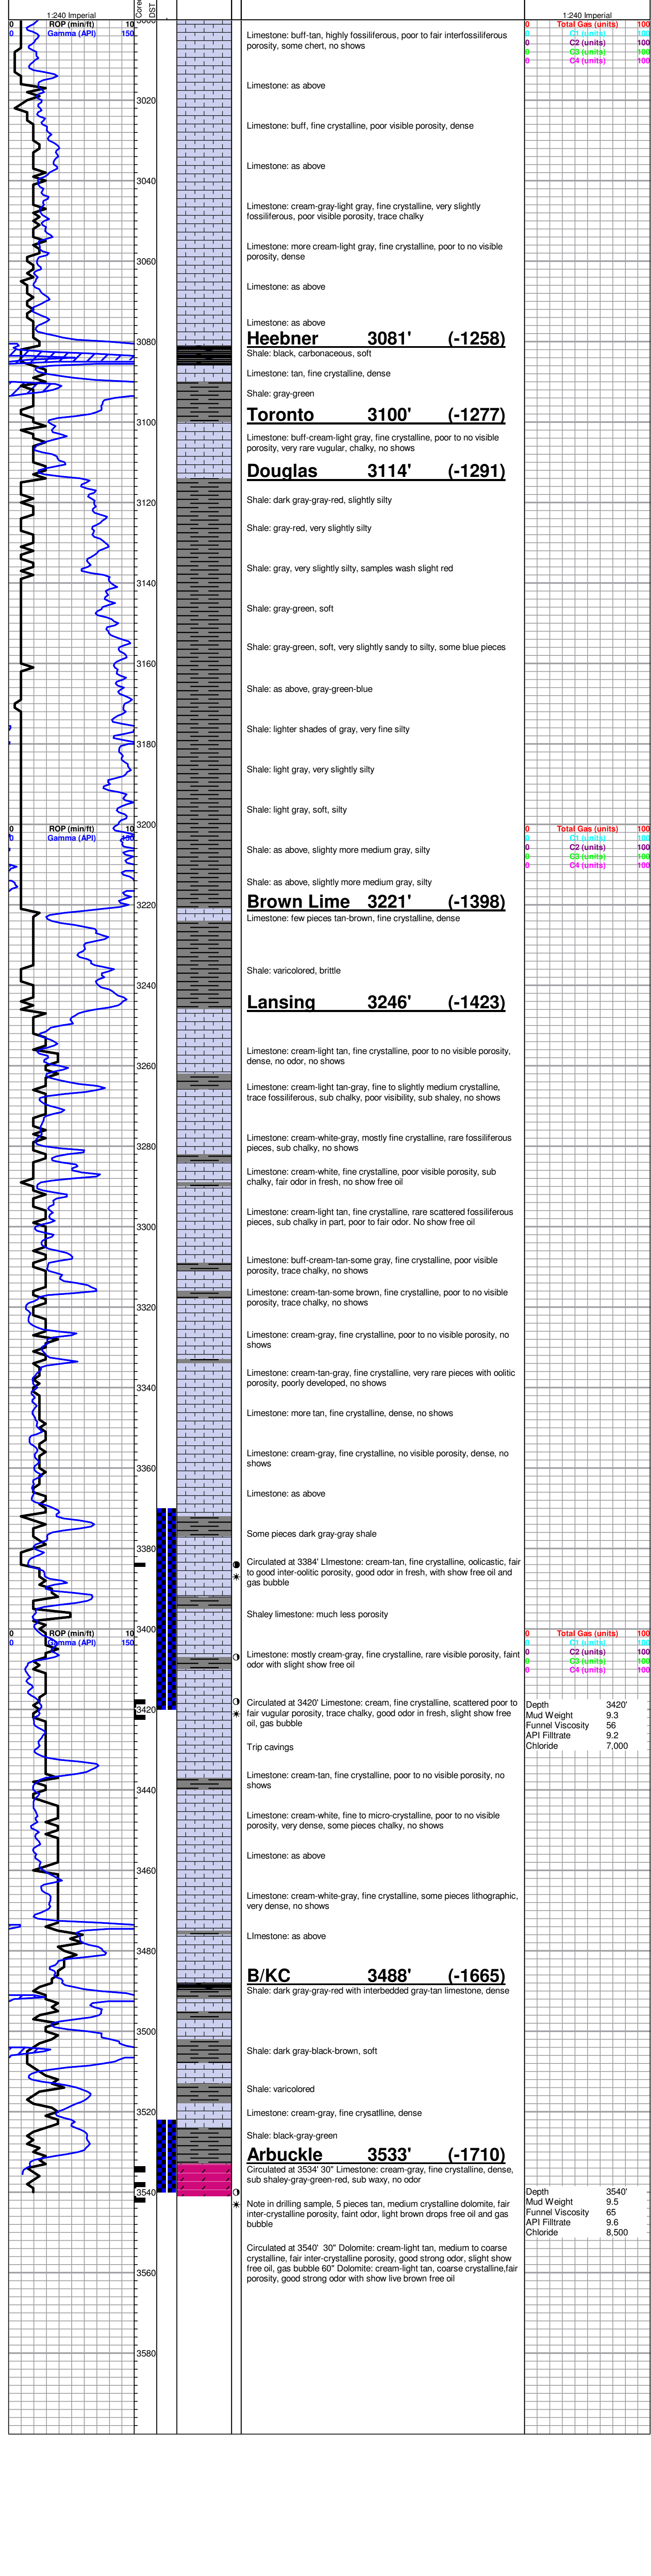 1:240 Imperial
1:240 Imperial
Cored
DST
0 ROP (min/ft) 10
0 Gamma (API) 150
0 Total Gas (units) 100
0 C1 (units) 100
0 C2 (units) 100
0 C3 (units) 100
0 C4 (units) 100
Limestone: buff-tan, highly fossiliferous, poor to fair interfossiliferous
porosity, some chert, no shows
3020
Limestone: as above
Limestone: buff, fine crystalline, poor visible porosity, dense
Limestone: as above
3040
Limestone: cream-gray-light gray, fine crystalline, very slightly
fossiliferous, poor visible porosity, trace chalky
Limestone: more cream-light gray, fine crystalline, poor to no visible
porosity, dense
3060
Limestone: as above
Limestone: as above
Heebner 3081' (-1258)
3080
Shale: black, carbonaceous, soft
Limestone: tan, fine crystalline, dense
Shale: gray-green
Toronto 3100' (-1277)
3100
Limestone: buff-cream-light gray, fine crystalline, poor to no visible
porosity, very rare vugular, chalky, no shows
Douglas 3114' (-1291)
Shale: dark gray-gray-red, slightly silty
3120
Shale: gray-red, very slightly silty
Shale: gray, very slightly silty, samples wash slight red
3140
Shale: gray-green, soft
Shale: gray-green, soft, very slightly sandy to silty, some blue pieces
3160
Shale: as above, gray-green-blue
Shale: lighter shades of gray, very fine silty
3180
Shale: light gray, very slightly silty
Shale: light gray, soft, silty
3200
0 ROP (min/ft) 10
0 Gamma (API) 150
0 Total Gas (units) 100
0 C1 (units) 100
0 C2 (units) 100
0 C3 (units) 100
0 C4 (units) 100
Shale: as above, slighty more medium gray, silty
Shale: as above, slightly more medium gray, silty
Brown Lime 3221' (-1398)
3220
Limestone: few pieces tan-brown, fine crystalline, dense
Shale: varicolored, brittle
3240
Lansing 3246' (-1423)
Limestone: cream-light tan, fine crystalline, poor to no visible porosity,
dense, no odor, no shows
3260
Limestone: cream-light tan-gray, fine to slightly medium crystalline,
trace fossiliferous, sub chalky, poor visibility, sub shaley, no shows
Limestone: cream-white-gray, mostly fine crystalline, rare fossiliferous
pieces, sub chalky, no shows
3280
Limestone: cream-white, fine crystalline, poor visible porosity, sub
chalky, fair odor in fresh, no show free oil
Limestone: cream-light tan, fine crystalline, rare scattered fossiliferous
pieces, sub chalky in part, poor to fair odor. No show free oil
3300
Limestone: buff-cream-tan-some gray, fine crystalline, poor visible
porosity, trace chalky, no shows
Limestone: cream-tan-some brown, fine crystalline, poor to no visible
porosity, trace chalky, no shows
3320
Limestone: cream-gray, fine crystalline, poor to no visible porosity, no
shows
Limestone: cream-tan-gray, fine crystalline, very rare pieces with oolitic
porosity, poorly developed, no shows
3340
Limestone: more tan, fine crystalline, dense, no shows
Limestone: cream-gray, fine crystalline, no visible porosity, dense, no
shows
3360
Limestone: as above
Some pieces dark gray-gray shale
3380
Circulated at 3384' LImestone: cream-tan, fine crystalline, oolicastic, fair
to good inter-oolitic porosity, good odor in fresh, with show free oil and
gas bubble
Shaley limestone: much less porosity
3400
0 ROP (min/ft) 10
0 Gamma (API) 150
0 Total Gas (units) 100
0 C1 (units) 100
0 C2 (units) 100
0 C3 (units) 100
0 C4 (units) 100
Limestone: mostly cream-gray, fine crystalline, rare visible porosity, faint
odor with slight show free oil
Circulated at 3420' Limestone: cream, fine crystalline, scattered poor to
fair vugular porosity, trace chalky, good odor in fresh, slight show free
oil, gas bubble
3420
Depth 3420'
Mud Weight 9.3
Funnel Viscosity 56
API Filltrate 9.2
Chloride 7,000
Trip cavings
Limestone: cream-tan, fine crystalline, poor to no visible porosity, no
shows
3440
Limestone: cream-white, fine to micro-crystalline, poor to no visible
porosity, very dense, some pieces chalky, no shows
Limestone: as above
3460
Limestone: cream-white-gray, fine crystalline, some pieces lithographic,
very dense, no shows
LImestone: as above
3480
B/KC 3488' (-1665)
Shale: dark gray-gray-red with interbedded gray-tan limestone, dense
3500
Shale: dark gray-black-brown, soft
Shale: varicolored
Limestone: cream-gray, fine crysatlline, dense
3520
Shale: black-gray-green
Arbuckle 3533' (-1710)
Circulated at 3534' 30" Limestone: cream-gray, fine crystalline, dense,
sub shaley-gray-green-red, sub waxy, no odor
3540
Note in drilling sample, 5 pieces tan, medium crystalline dolomite, fair
inter-crystalline porosity, faint odor, light brown drops free oil and gas
bubble
Depth 3540'
Mud Weight 9.5
Funnel Viscosity 65
API Filltrate 9.6
Chloride 8,500
Circulated at 3540' 30" Dolomite: cream-light tan, medium to coarse
crystalline, fair inter-crystalline porosity, good strong odor, slight show
free oil, gas bubble 60" Dolomite: cream-light tan, coarse crystalline,fair
porosity, good strong odor with show live brown free oil
3560
3580